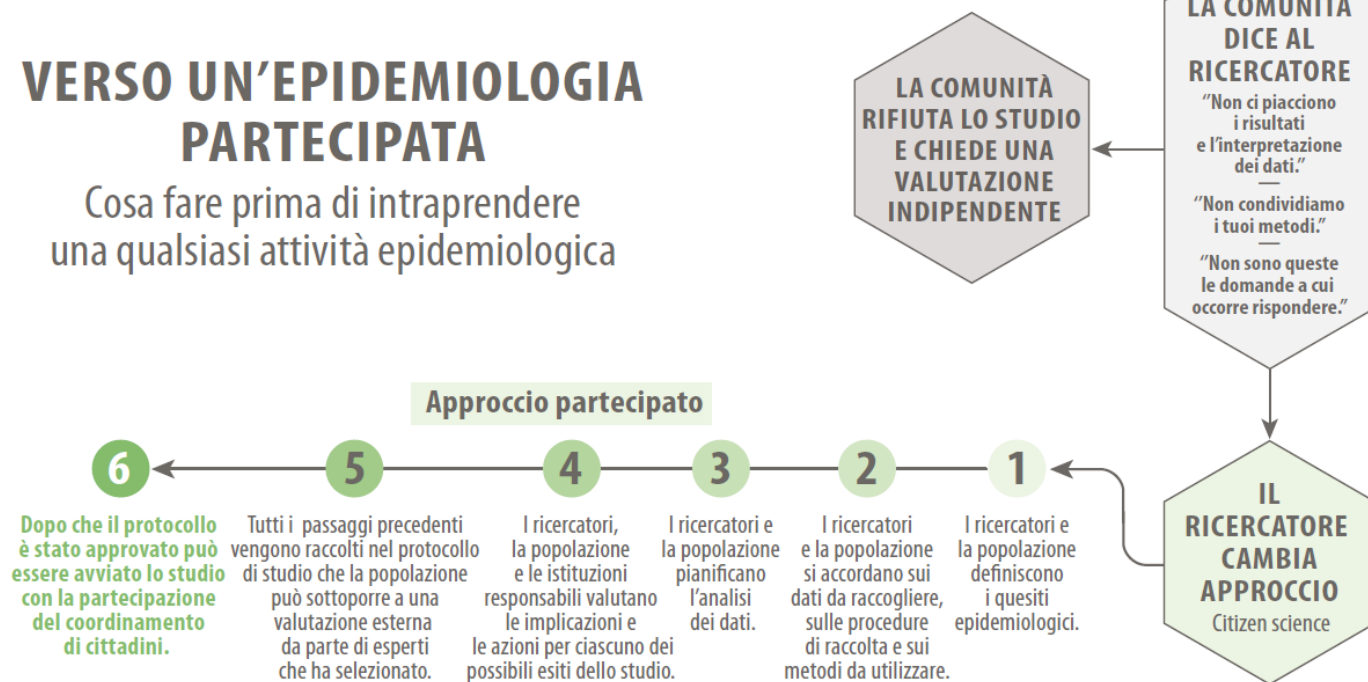 VERSO UN’EPIDEMIOLOGIA
PARTECIPATA
Cosa fare prima di intraprendere
una qualsiasi attività epidemiologica
LA COMUNITÀ
DICE AL
RICERCATORE
“Non ci piacciono
i risultati
e l’interpretazione
dei dati.”
“Non condividiamo
i tuoi metodi.”
“Non sono queste
le domande a cui
occorre rispondere.”
LA COMUNITÀ
RIFIUTA LO STUDIO
E CHIEDE UNA
VALUTAZIONE
INDIPENDENTE
IL
RICERCATORE
CAMBIA
APPROCCIO
Citizen science
Approccio partecipato
1
I ricercatori e
la popolazione
definiscono
i quesiti
epidemiologici.
2
I ricercatori
e la popolazione
si accordano sui
dati da raccogliere,
sulle procedure
di raccolta e sui
metodi da utilizzare.
3
I ricercatori e
la popolazione
pianificano
l’analisi
dei dati.
4
I ricercatori,
la popolazione
e le istituzioni
responsabili valutano
le implicazioni e
le azioni per ciascuno dei
possibili esiti dello studio.
5
Tutti i passaggi precedenti
vengono raccolti nel protocollo
di studio che la popolazione
può sottoporre a una
valutazione esterna
da parte di esperti
che ha selezionato.
6
Dopo che il protocollo
è stato approvato può
essere avviato lo studio
con la partecipazione
del coordinamento
di cittadini.